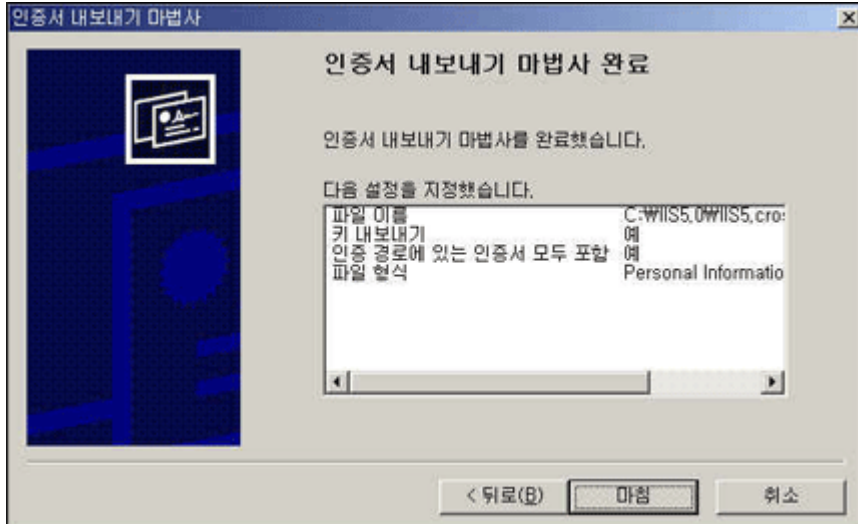 인증서 내보내기 마법사
인증서 내보내기 마법사 완료
인증서 내보내기 마법사를 완료했습니다.
다음 설정을 지정했습니다.
파일 이름 C:₩IIS5.0₩IIS5.cro
키 내보내기 예
인증 경로에 있는 인증서 모두 포함 예
파일 형식 Personal Informatio
< 뒤로(B) 마침 취소